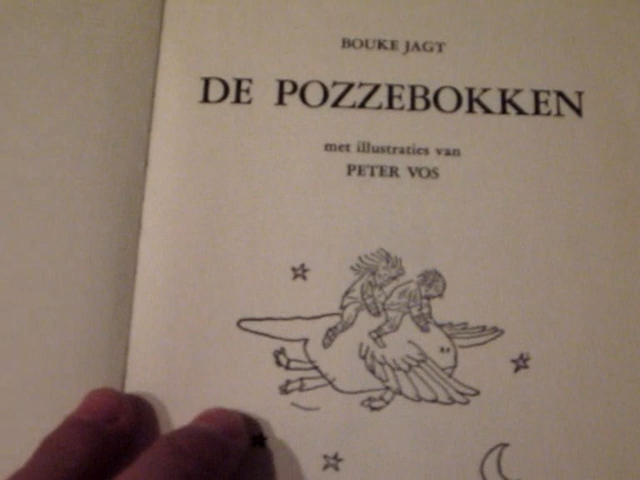 BOUKE JAGT
DE POZZEBOKKEN
met illustraties van
PETER VOS